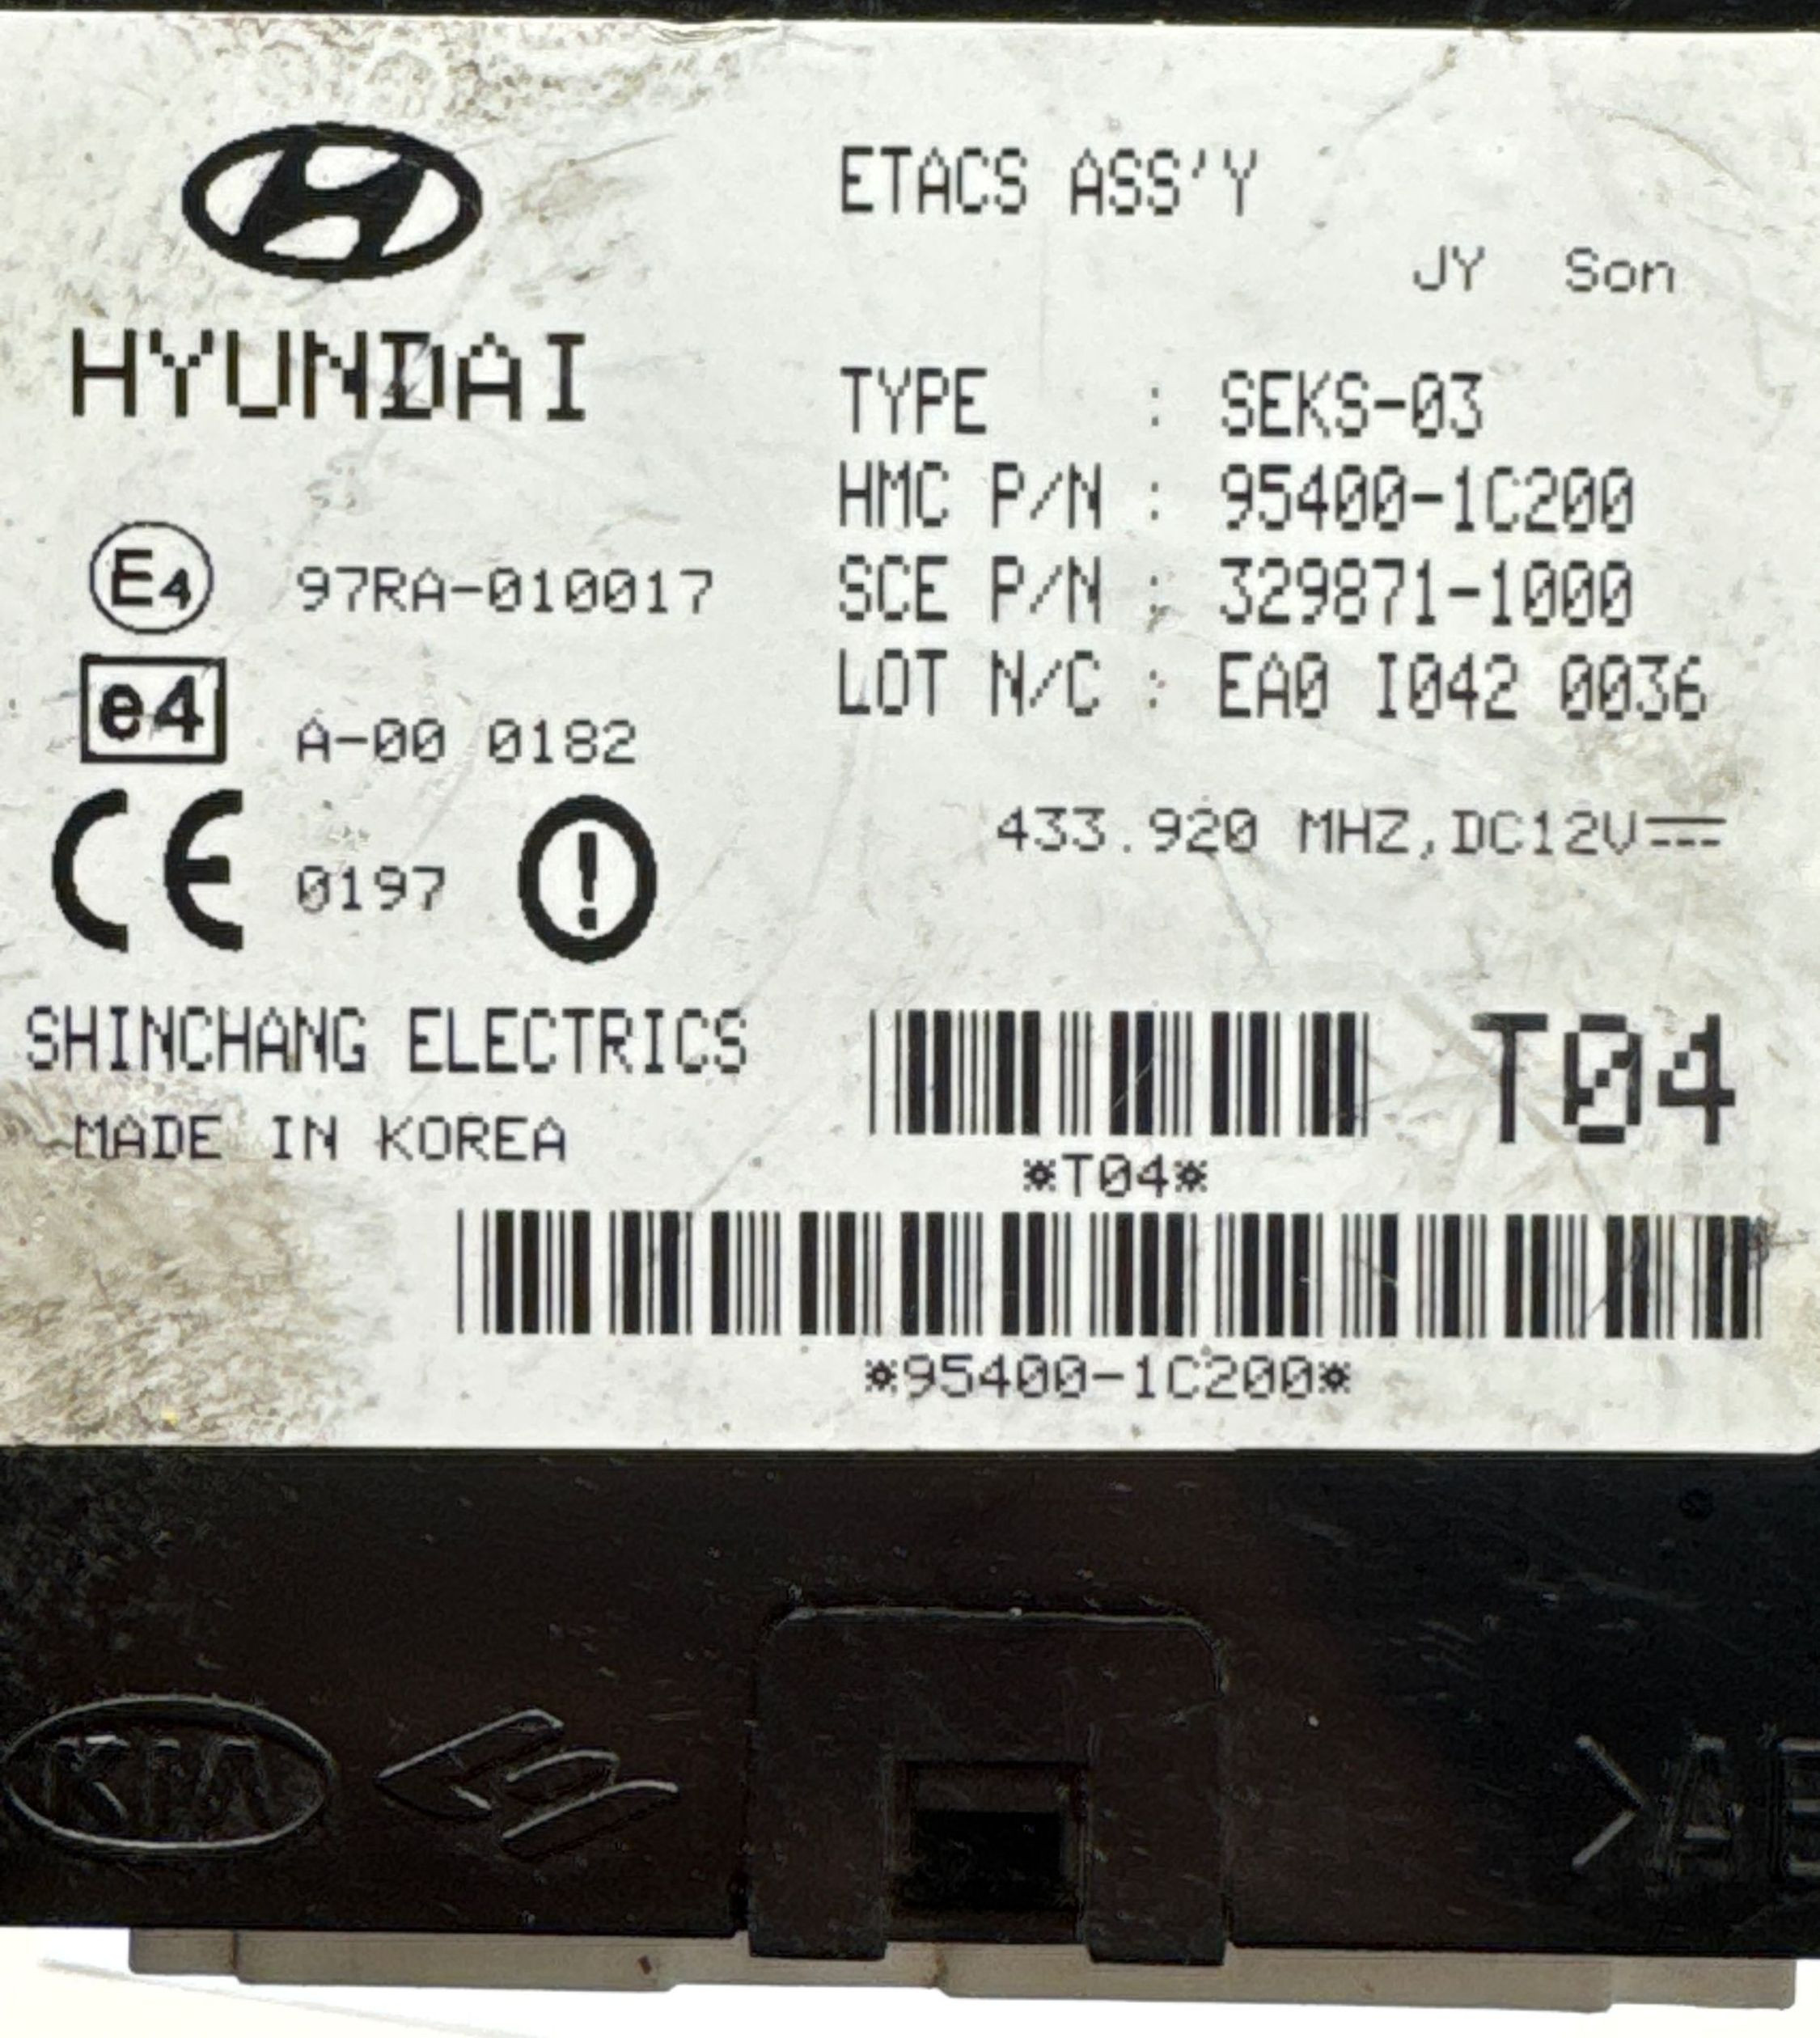 HYUNDAI
ETACS ASS'Y
JY Son
TYPE : SEKS-03
HMC P/N : 95400-1C200
SCE P/N : 329871-1000
LOT N/C : EA0 I042 0036
E4 97RA-010017
e4 A-00 0182
CE 0197 !
433.920 MHZ,DC12V
SHINCHANG ELECTRICS
MADE IN KOREA
T04
*T04*
*95400-1C200*
KIA